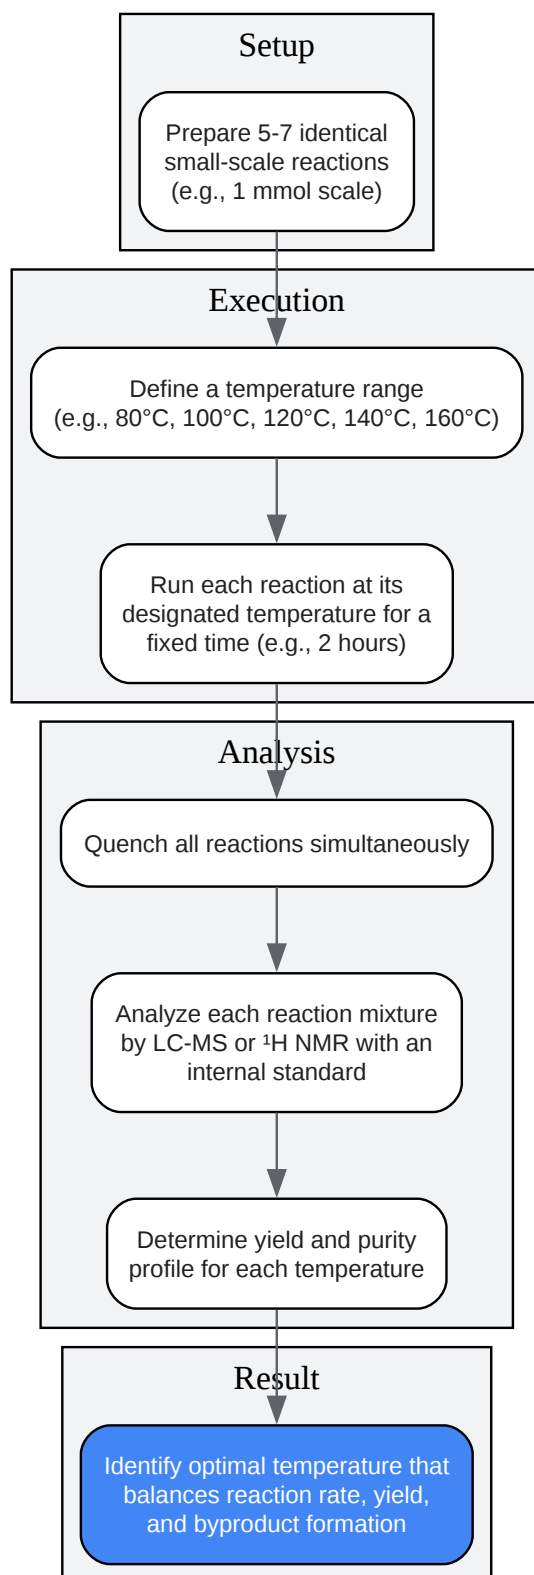 Setup
Prepare 5-7 identical
small-scale reactions
(e.g., 1 mmol scale)
Execution
Define a temperature range
(e.g., 80°C, 100°C, 120°C, 140°C, 160°C)
Run each reaction at its
designated temperature for a
fixed time (e.g., 2 hours)
Analysis
Quench all reactions simultaneously
Analyze each reaction mixture
by LC-MS or ¹H NMR with an
internal standard
Determine yield and purity
profile for each temperature
Result
Identify optimal temperature that
balances reaction rate, yield,
and byproduct formation